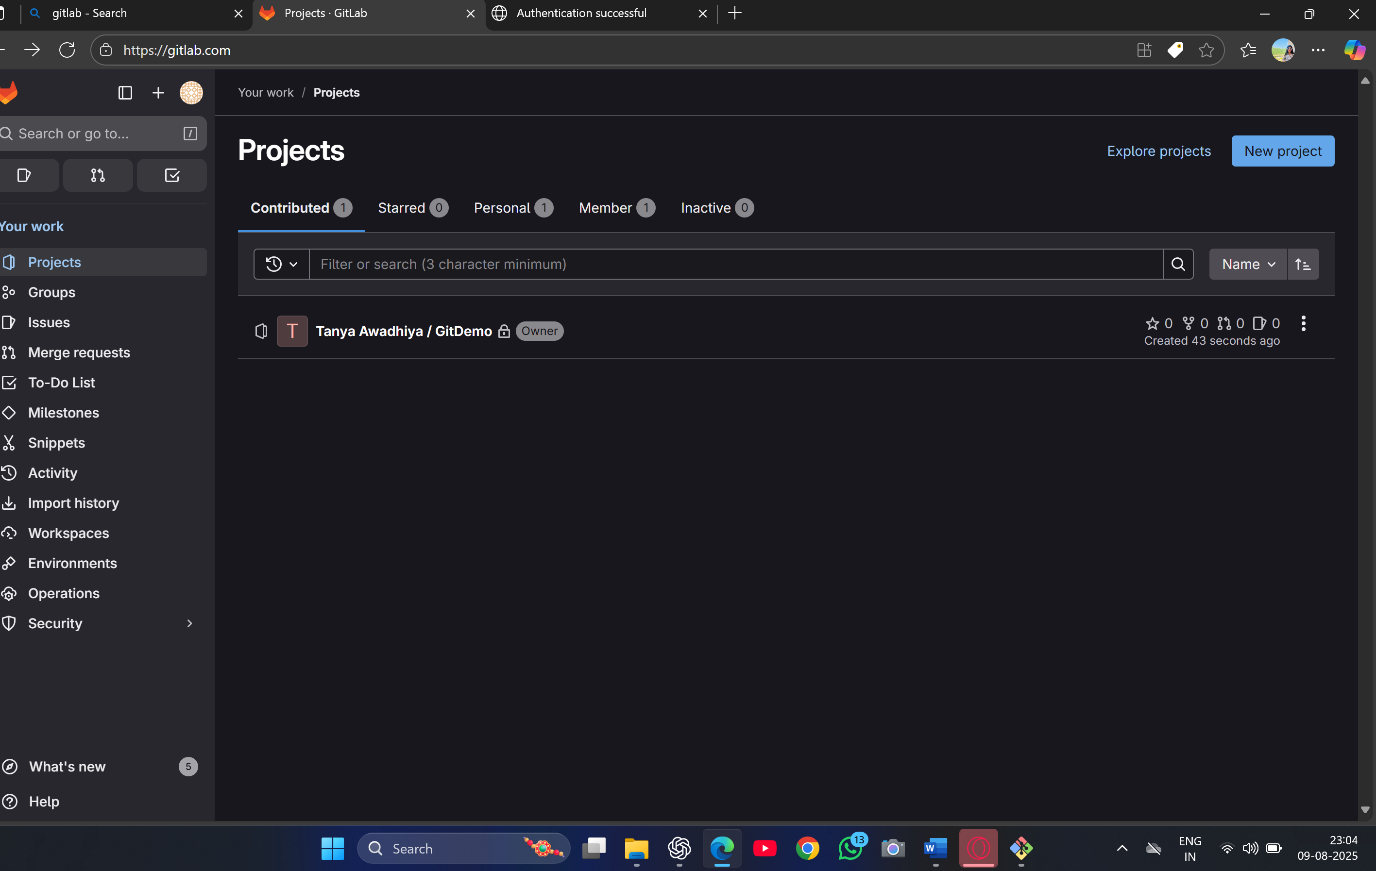 gitlab - Search
Projects · GitLab
Authentication successful
https://gitlab.com
Your work / Projects
Search or go to...
/
Projects
Explore projects
New project
Contributed 1
Starred 0
Personal 1
Member 1
Inactive 0
Your work
Projects
Groups
Issues
Merge requests
To-Do List
Milestones
Snippets
Activity
Import history
Workspaces
Environments
Operations
Security
What's new 5
Help
Filter or search (3 character minimum)
Name
T
Tanya Awadhiya / GitDemo
Owner
0 0 0 0
Created 43 seconds ago
Search
13
W
ENG
IN
23:04
09-08-2025